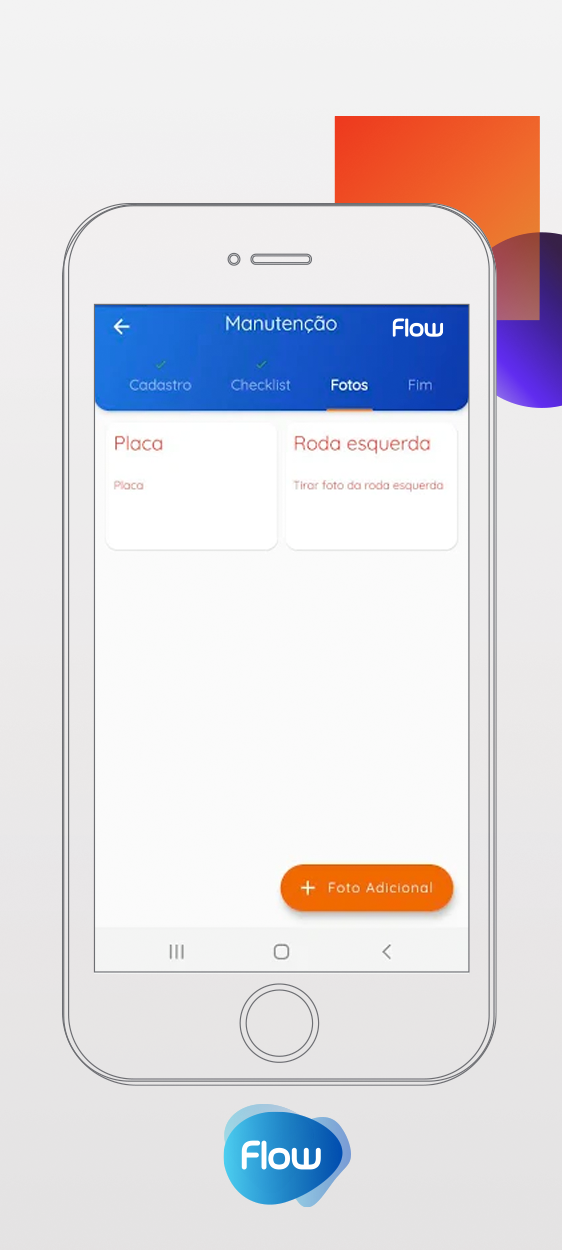 Manutenção
Flow
Cadastro
Checklist
Fotos
Fim
Placa
Roda esquerda
Placa
Tirar foto da roda esquerda
+ Foto Adicional
Flow